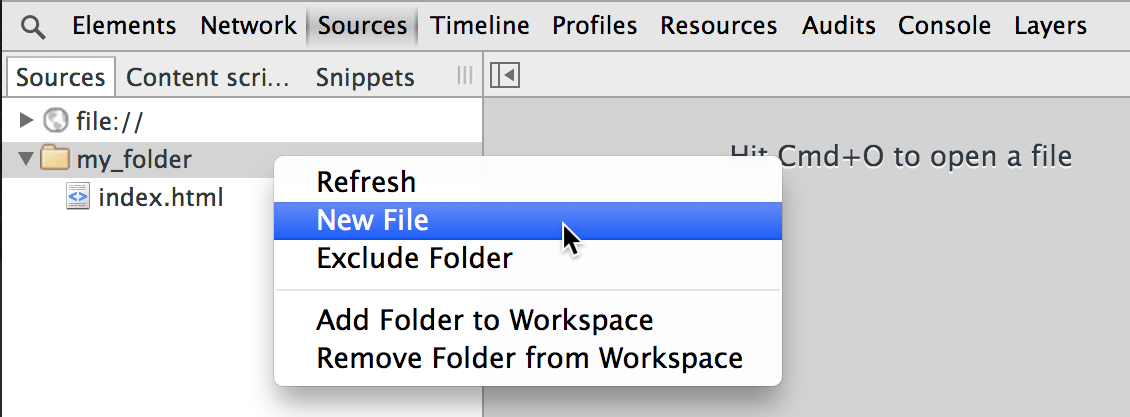 Elements Network Sources Timeline Profiles Resources Audits Console Layers
Sources Content scri... Snippets
file://
my_folder
Hit Cmd+O to open a file
index.html
Refresh
New File
Exclude Folder
Add Folder to Workspace
Remove Folder from Workspace